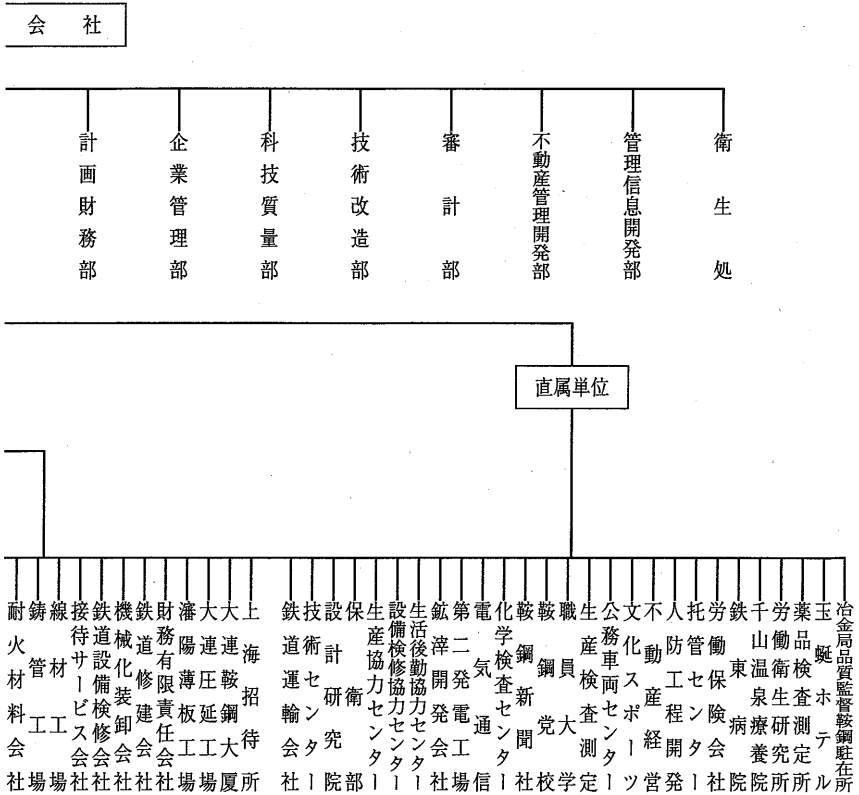 会社
計画財務部
企業管理部
科技質量部
技術改造部
審計部
不動産管理開発部
管理信息開発部
衛生処
直属単位
耐火材料会社
鋳管工場
線材工場
接待サービス会社
鉄道設備検修会社
機械化装卸会社
鉄道修建会社
財務有限責任会社
瀋陽薄板工場
大連圧延工場
大連鞍鋼大厦
上海招待所
鉄道運輸会社
技術センター
設計研究院
保衛部
生産協力センター
設備検修協力センター
生活後勤協力センター
鉱滓開発会社
第二発電工場
電気通信
化学検査センター
鞍鋼新聞社
鞍鋼党校
職員大学
生産検査測定
公務車両センター
文化スポーツ
不動産経営
人防工程開発
托管センター
労働保険会社
鉄東病院
千山温泉療養院
労働衛生研究所
薬品検査測定所
玉蜒ホテル
冶金局品質監督鞍鋼駐在所